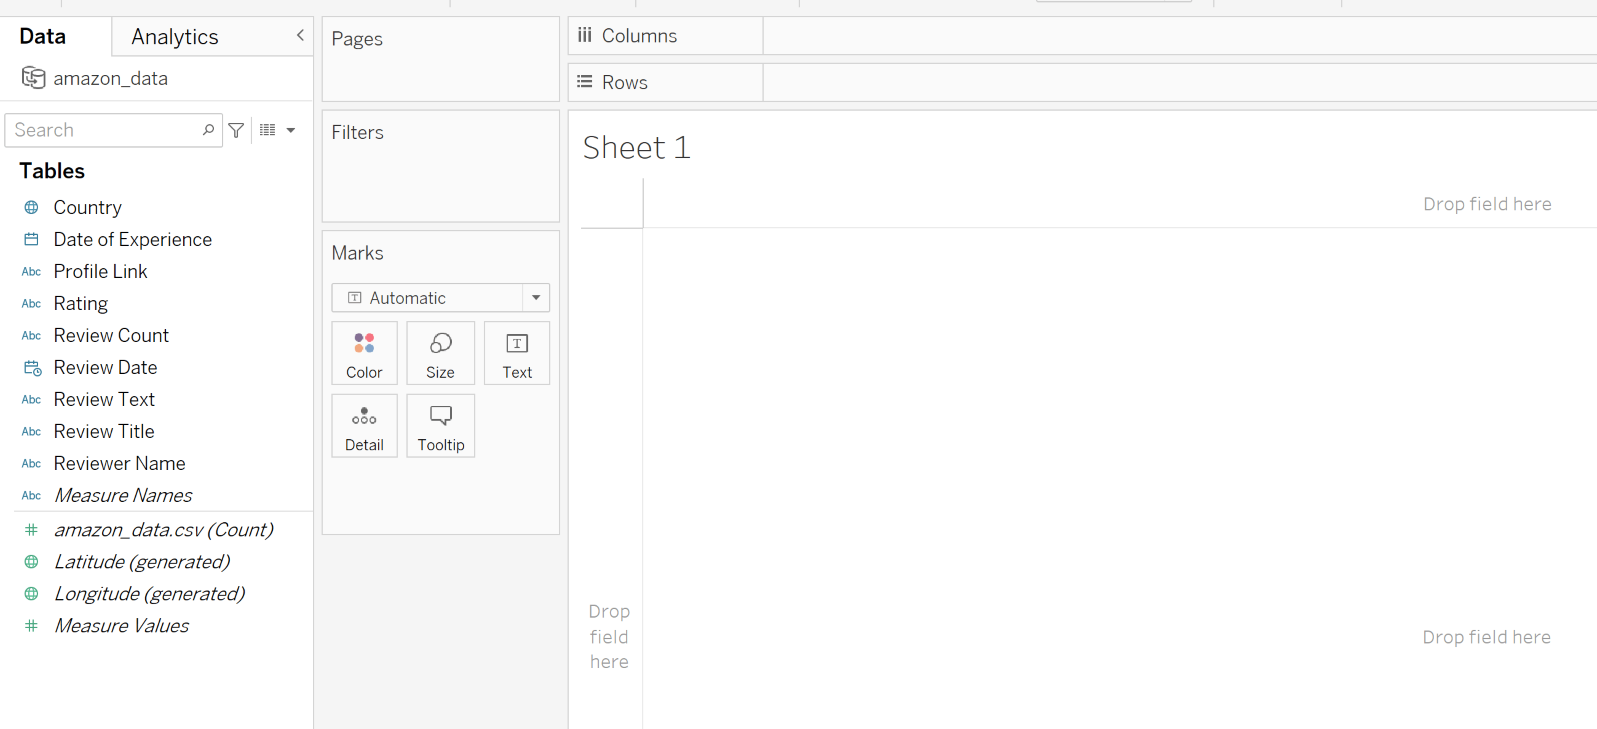 Data
Analytics
amazon_data
Search
Tables
Country
Date of Experience
Abc Profile Link
Abc Rating
Abc Review Count
Review Date
Abc Review Text
Abc Review Title
Abc Reviewer Name
Abc Measure Names
# amazon_data.csv (Count)
Latitude (generated)
Longitude (generated)
# Measure Values
Pages
Filters
Marks
T Automatic
Color
Size
T Text
Detail
Tooltip
Columns
Rows
Sheet 1
Drop field here
Drop
field
here
Drop field here